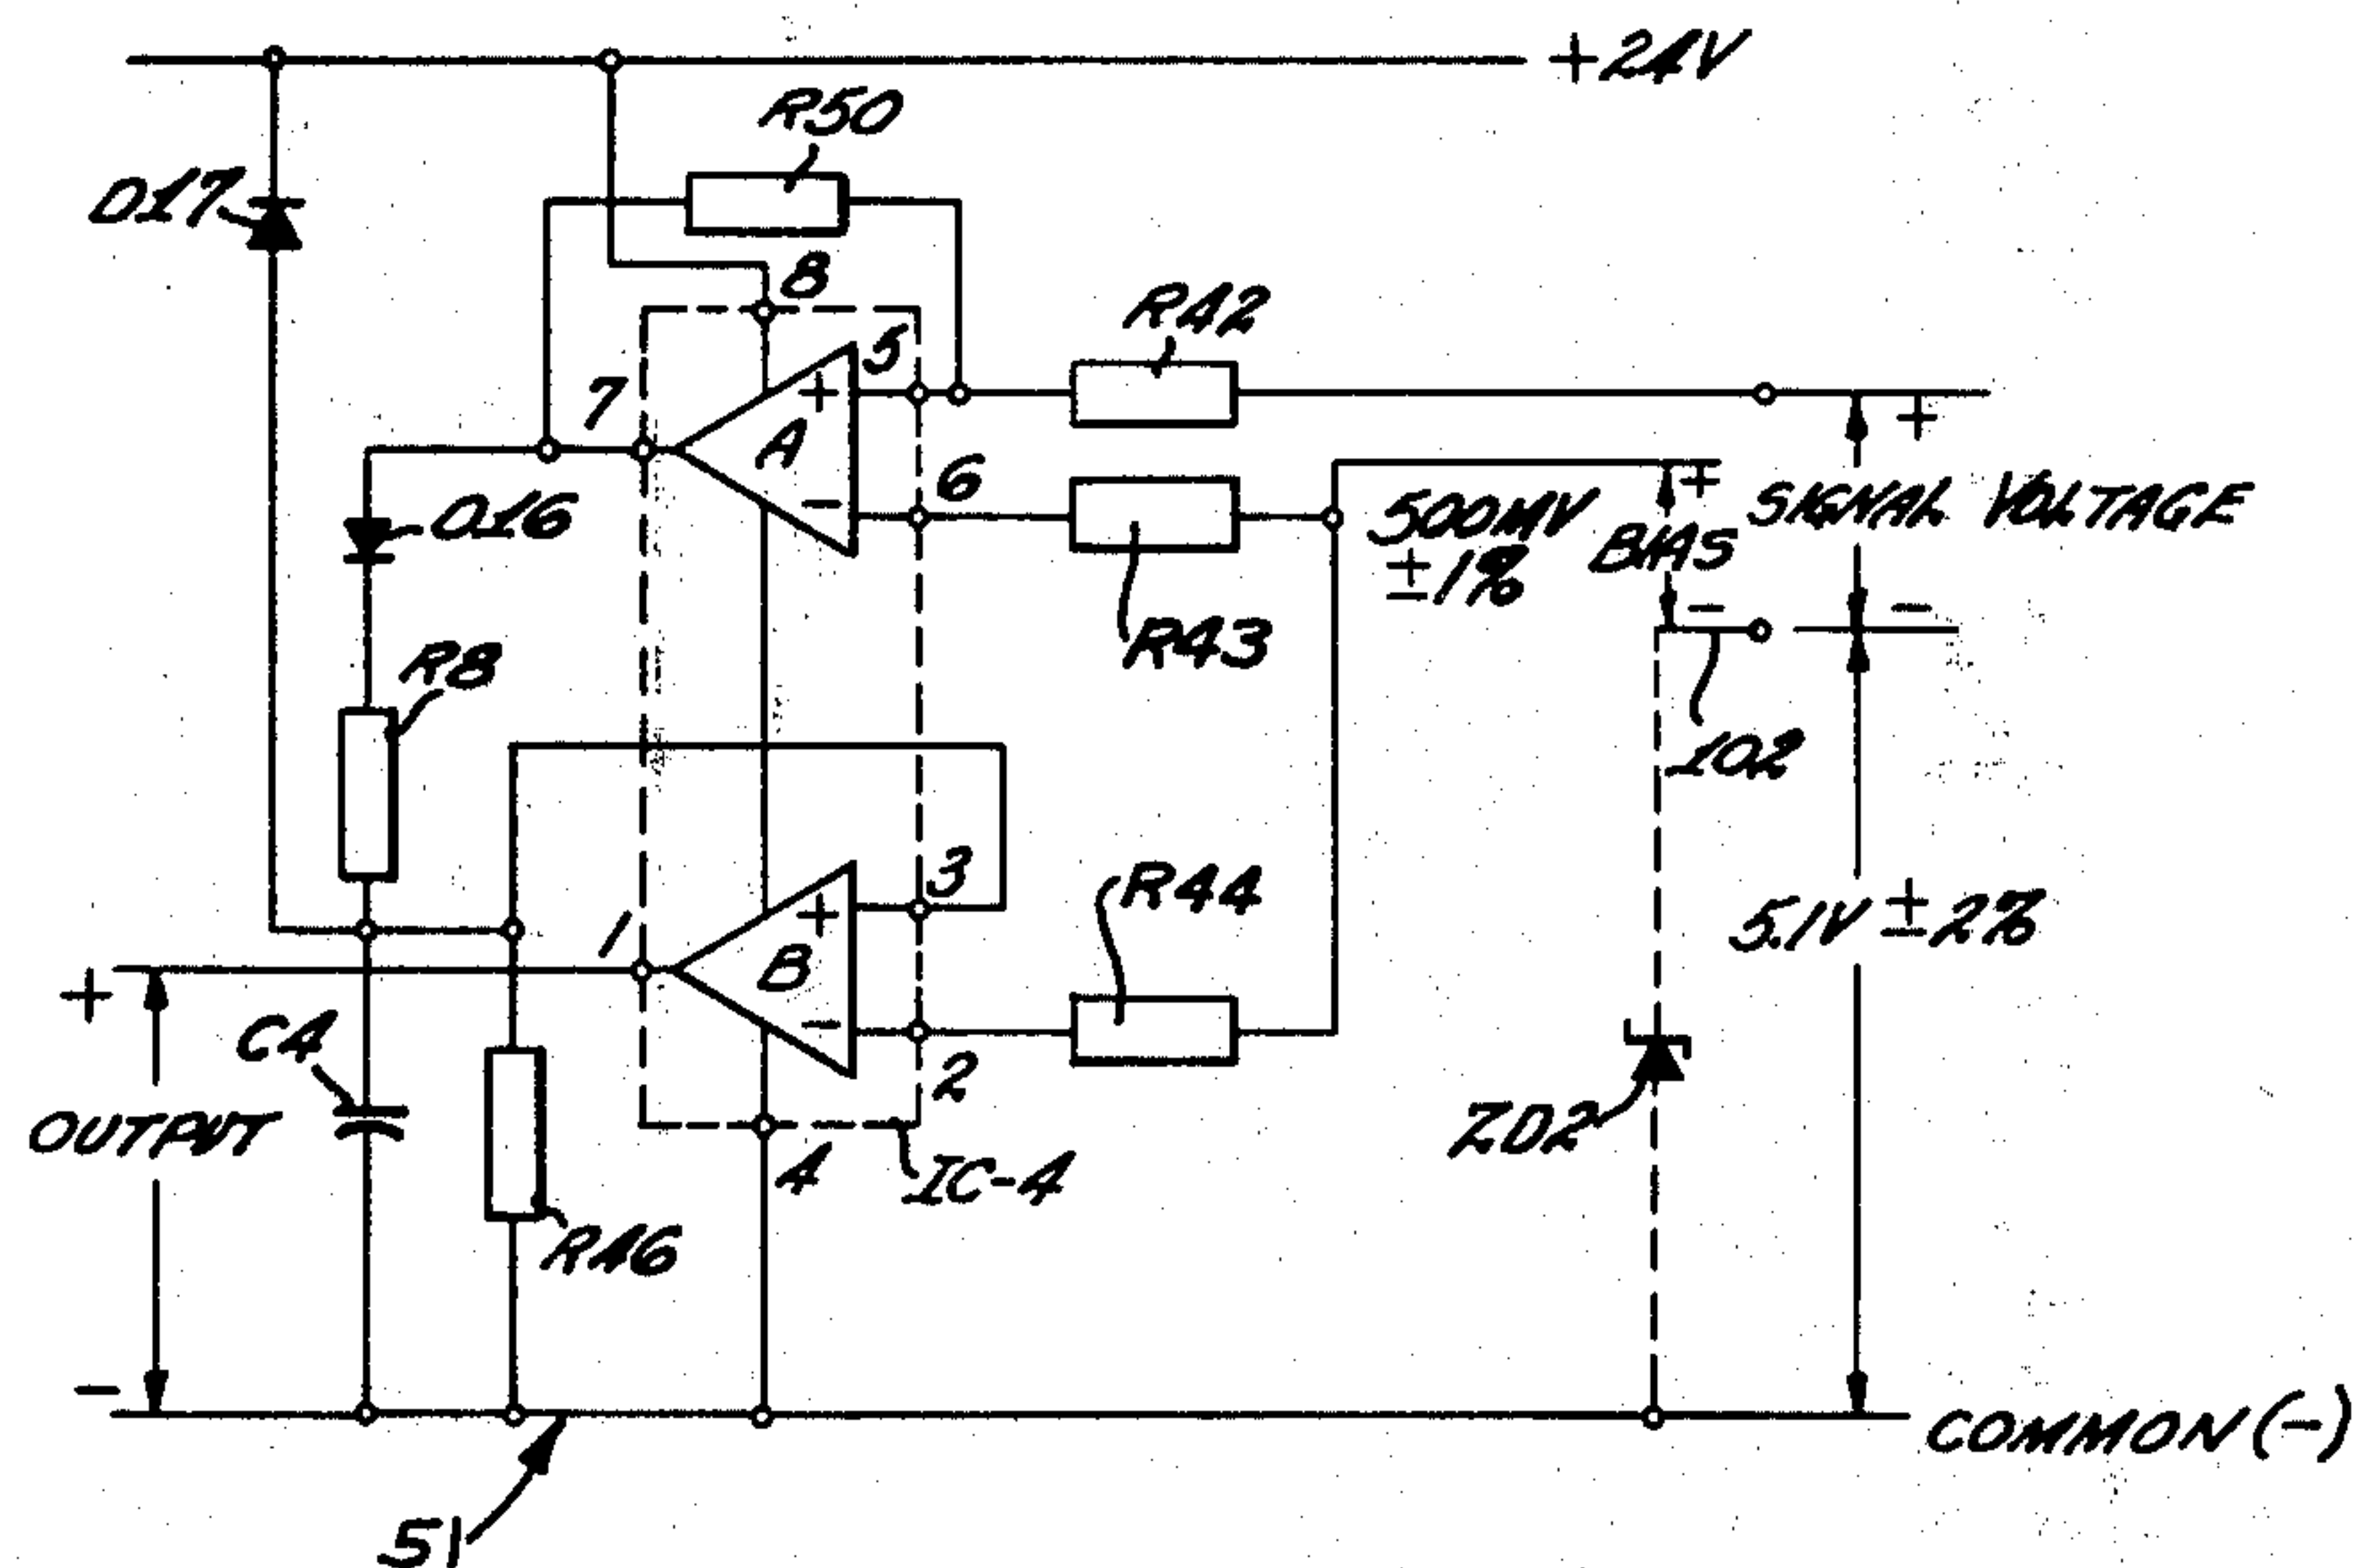 +24V
R50
D17
8
R42
5
+
7
A
+
6
+
SIGNAL VOLTAGE
500MV
D16
-
BIAS
±1%
-
-
R43
R8
102
3
R44
+
1
B
5.1V ±2%
+
-
C4
2
OUTPUT
ZD2
4
IC-4
R46
-
COMMON (-)
51